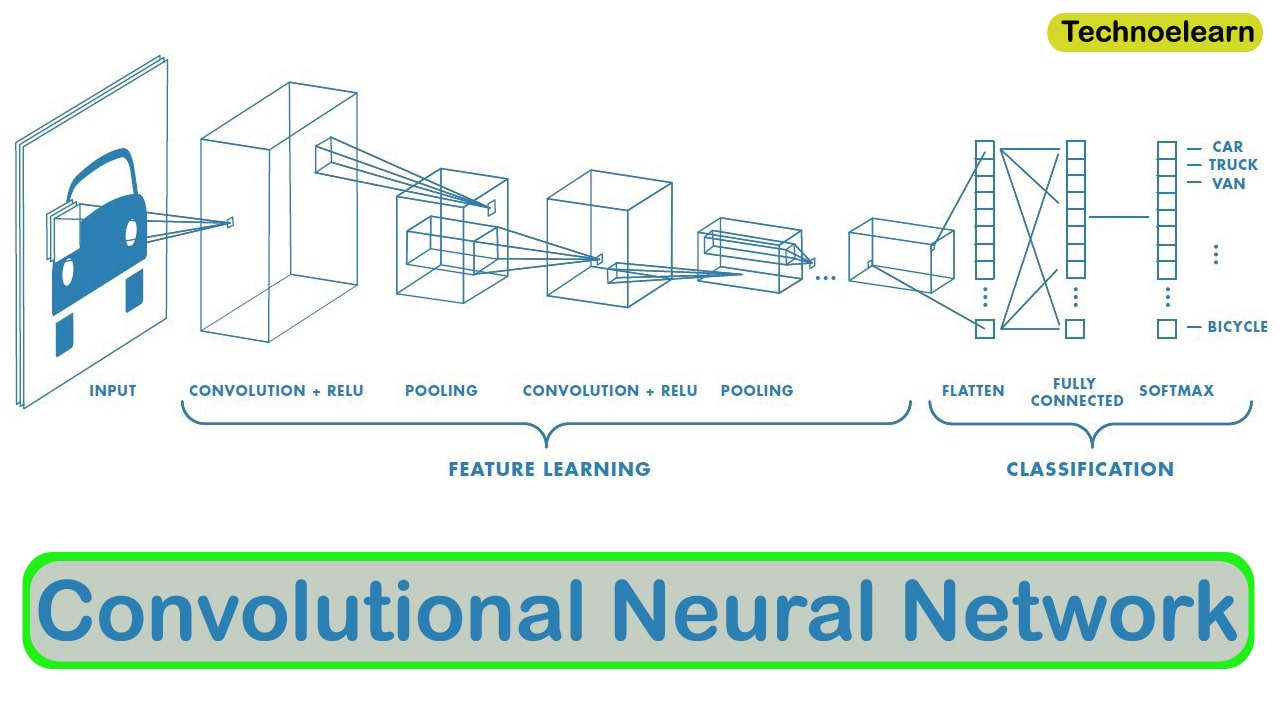 Technoelearn
CAR
TRUCK
VAN
BICYCLE
INPUT
CONVOLUTION + RELU
POOLING
CONVOLUTION + RELU
POOLING
FLATTEN
FULLY
CONNECTED
SOFTMAX
FEATURE LEARNING
CLASSIFICATION
Convolutional Neural Network